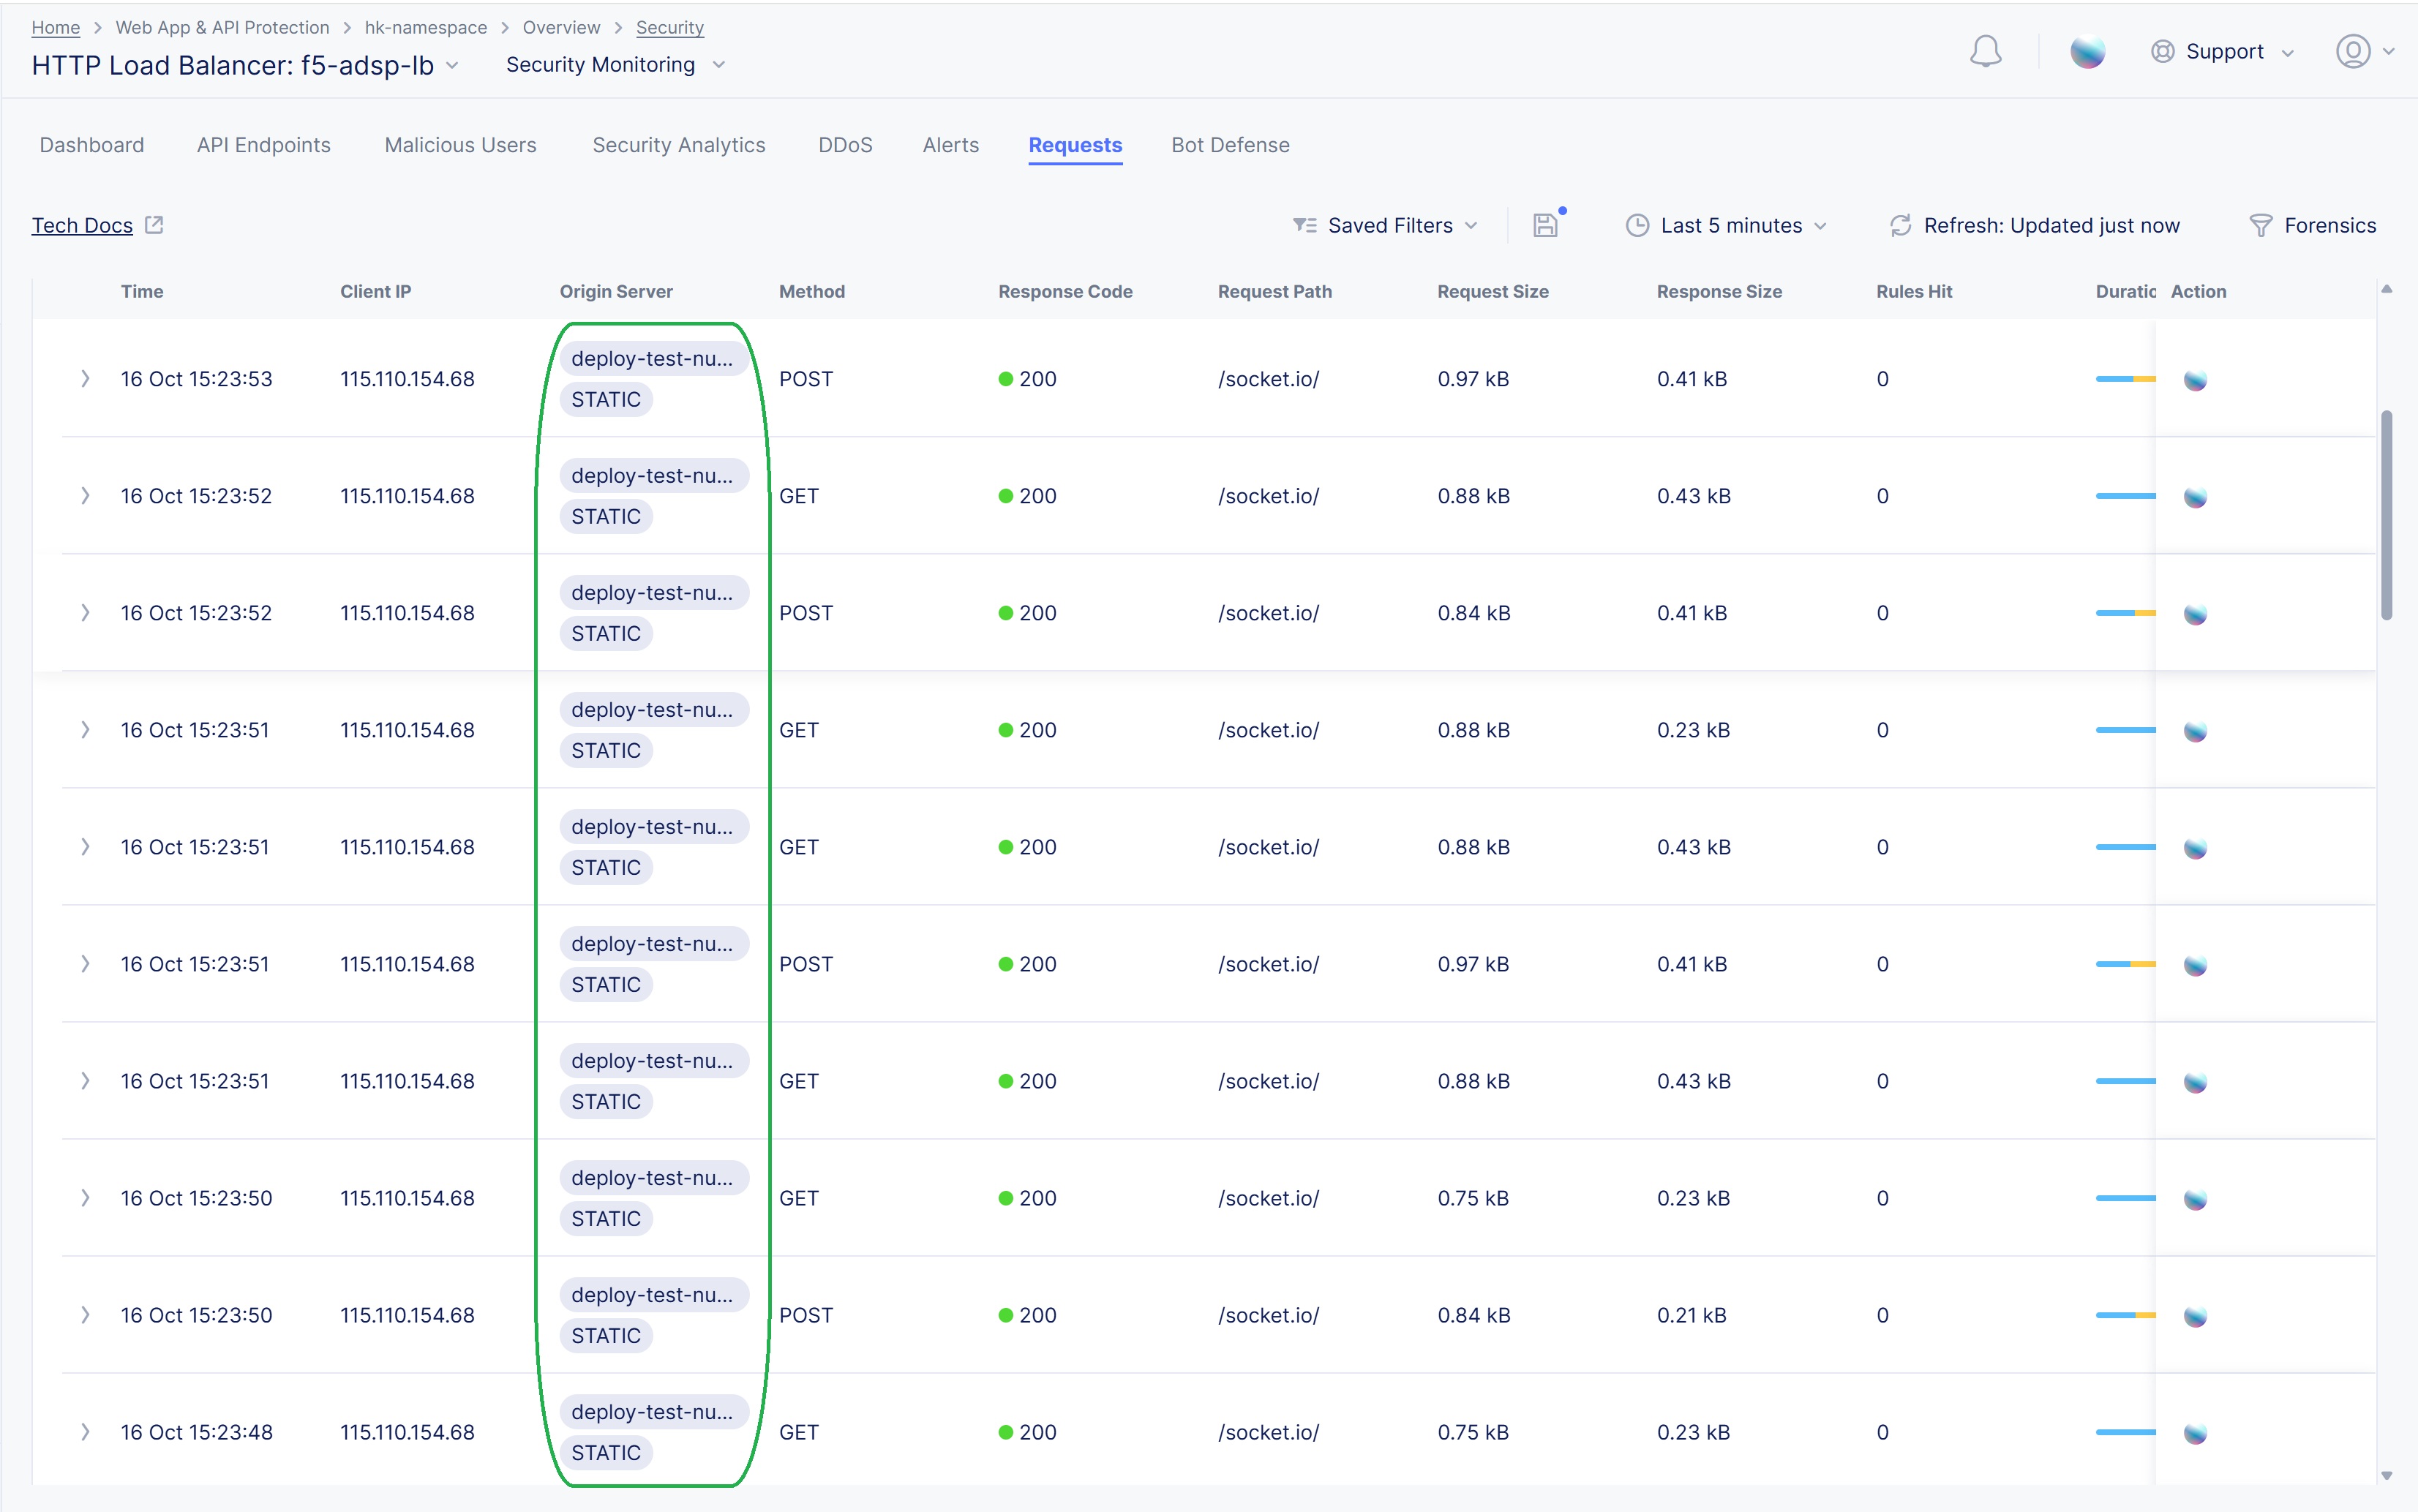 Home > Web App & API Protection > hk-namespace > Overview > Security
HTTP Load Balancer: f5-adsp-lb Security Monitoring Support
Dashboard API Endpoints Malicious Users Security Analytics DDoS Alerts Requests Bot Defense
Tech Docs Saved Filters Last 5 minutes Refresh: Updated just now Forensics
Time Client IP Origin Server Method Response Code Request Path Request Size Response Size Rules Hit Duratio Action
16 Oct 15:23:53 115.110.154.68 deploy-test-nu... STATIC POST 200 /socket.io/ 0.97 kB 0.41 kB 0
16 Oct 15:23:52 115.110.154.68 deploy-test-nu... STATIC GET 200 /socket.io/ 0.88 kB 0.43 kB 0
16 Oct 15:23:52 115.110.154.68 deploy-test-nu... STATIC POST 200 /socket.io/ 0.84 kB 0.41 kB 0
16 Oct 15:23:51 115.110.154.68 deploy-test-nu... STATIC GET 200 /socket.io/ 0.88 kB 0.23 kB 0
16 Oct 15:23:51 115.110.154.68 deploy-test-nu... STATIC GET 200 /socket.io/ 0.88 kB 0.43 kB 0
16 Oct 15:23:51 115.110.154.68 deploy-test-nu... STATIC POST 200 /socket.io/ 0.97 kB 0.41 kB 0
16 Oct 15:23:51 115.110.154.68 deploy-test-nu... STATIC GET 200 /socket.io/ 0.88 kB 0.43 kB 0
16 Oct 15:23:50 115.110.154.68 deploy-test-nu... STATIC GET 200 /socket.io/ 0.75 kB 0.23 kB 0
16 Oct 15:23:50 115.110.154.68 deploy-test-nu... STATIC POST 200 /socket.io/ 0.84 kB 0.21 kB 0
16 Oct 15:23:48 115.110.154.68 deploy-test-nu... STATIC GET 200 /socket.io/ 0.75 kB 0.23 kB 0